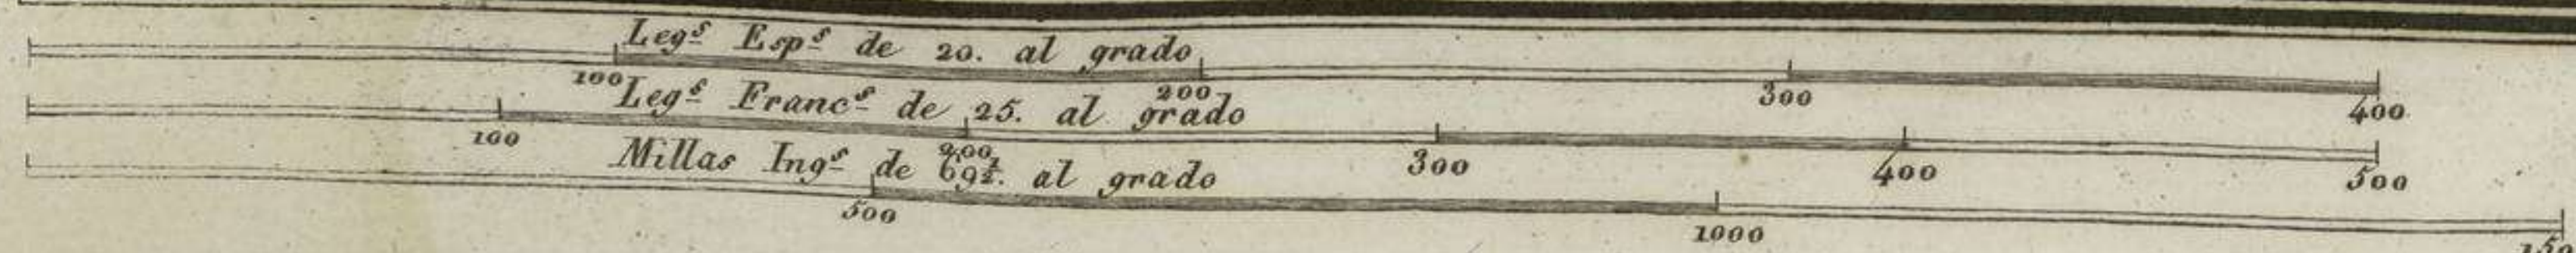 Legs Esps de 20. al grado
100 200 300 400
Legs Francs de 25. al grado
100 200 300 400 500
Millas Ings de 69½. al grado
500 1000